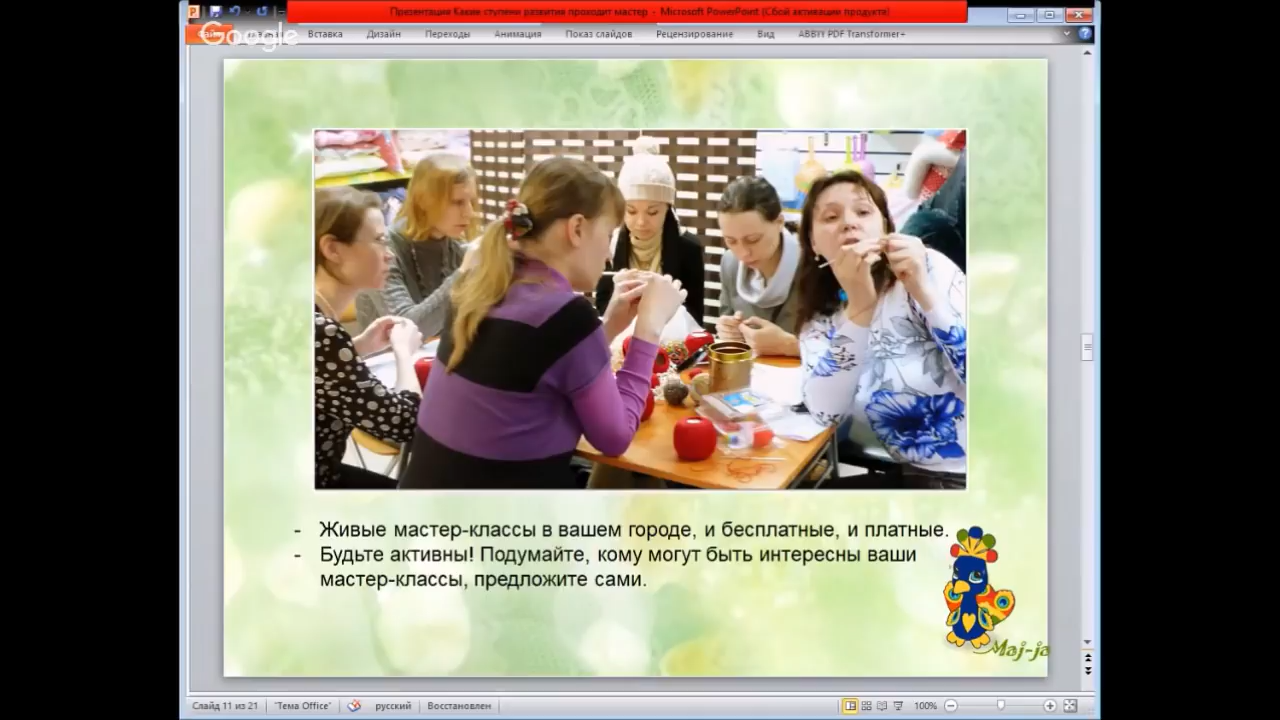 Презентация Какие ступени развития проходит мастер - Microsoft PowerPoint (Сбой активации продукта)
Google
Вставка Дизайн Переходы Анимация Показ слайдов Рецензирование Вид ABBYY PDF Transformer+
- Живые мастер-классы в вашем городе, и бесплатные, и платные.
- Будьте активны! Подумайте, кому могут быть интересны ваши
мастер-классы, предложите сами.
Maj-ja
Слайд 11 из 21 "Тема Office" русский Восстановлен 100%